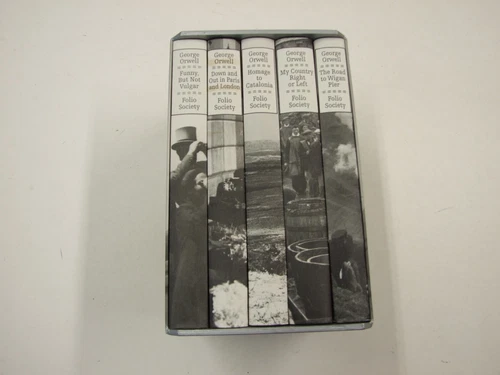 George
Orwell
Funny,
But Not
Vulgar
Folio
Society
George
Orwell
Down and
Out in Paris
and London
Folio
Society
George
Orwell
Homage
to
Catalonia
Folio
Society
George
Orwell
My Country
Right
or Left
Folio
Society
George
Orwell
The Road
to Wigan
Pier
Folio
Society